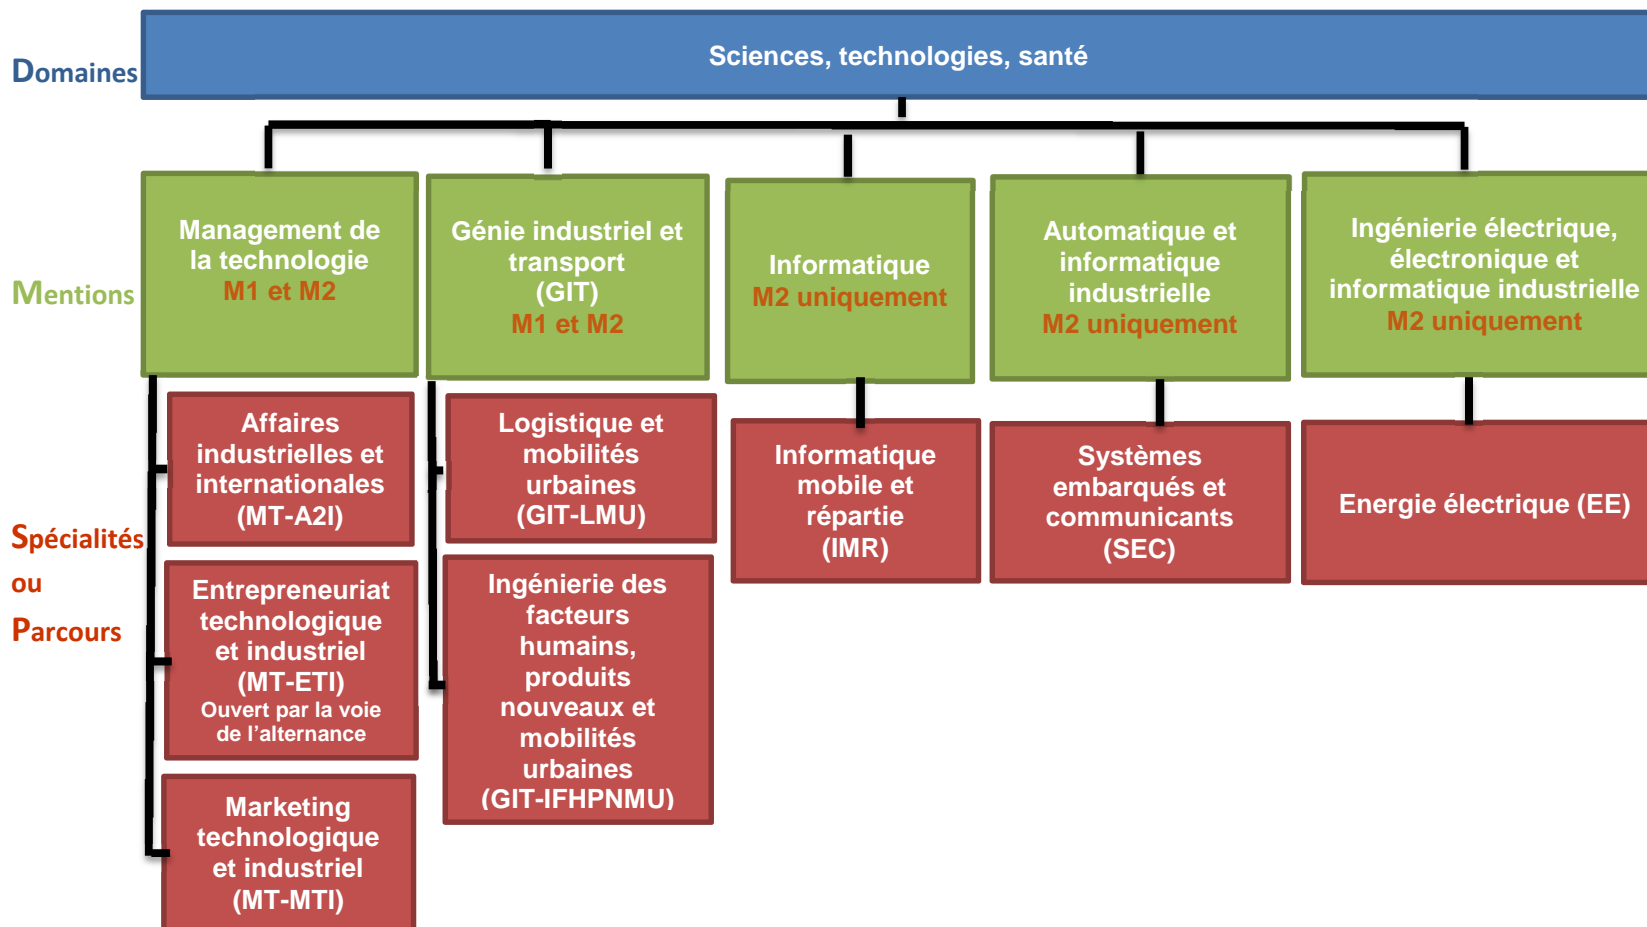 Domaines
Sciences, technologies, santé
Mentions
Management de
la technologie
M1 et M2
Génie industriel et
transport
(GIT)
M1 et M2
Informatique
M2 uniquement
Automatique et
informatique
industrielle
M2 uniquement
Ingénierie électrique,
électronique et
informatique industrielle
M2 uniquement
Spécialités
ou
Parcours
Affaires
industrielles et
internationales
(MT-A2I)
Entrepreneuriat
technologique
et industriel
(MT-ETI)
Ouvert par la voie
de l’alternance
Marketing
technologique
et industriel
(MT-MTI)
Logistique et
mobilités
urbaines
(GIT-LMU)
Ingénierie des
facteurs
humains,
produits
nouveaux et
mobilités
urbaines
(GIT-IFHPNMU)
Informatique
mobile et
répartie
(IMR)
Systèmes
embarqués et
communicants
(SEC)
Energie électrique (EE)